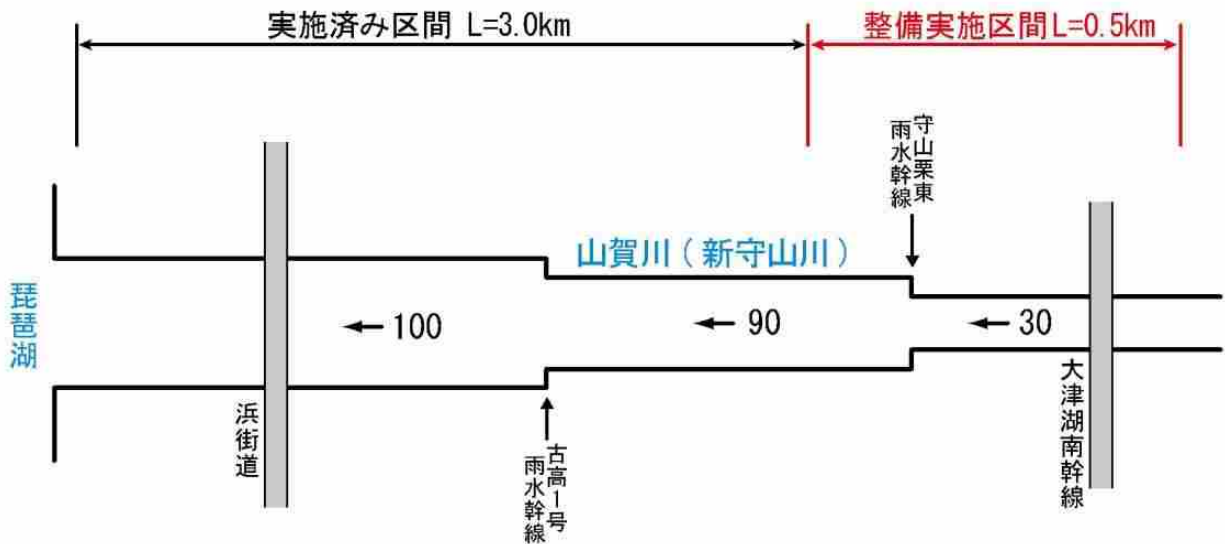 実施済み区間 L=3.0km
整備実施区間L=0.5km
守山栗東
雨水幹線
山賀川（新守山川）
琵琶湖
← 100
← 90
← 30
浜街道
古高1号
雨水幹線
大津湖南幹線